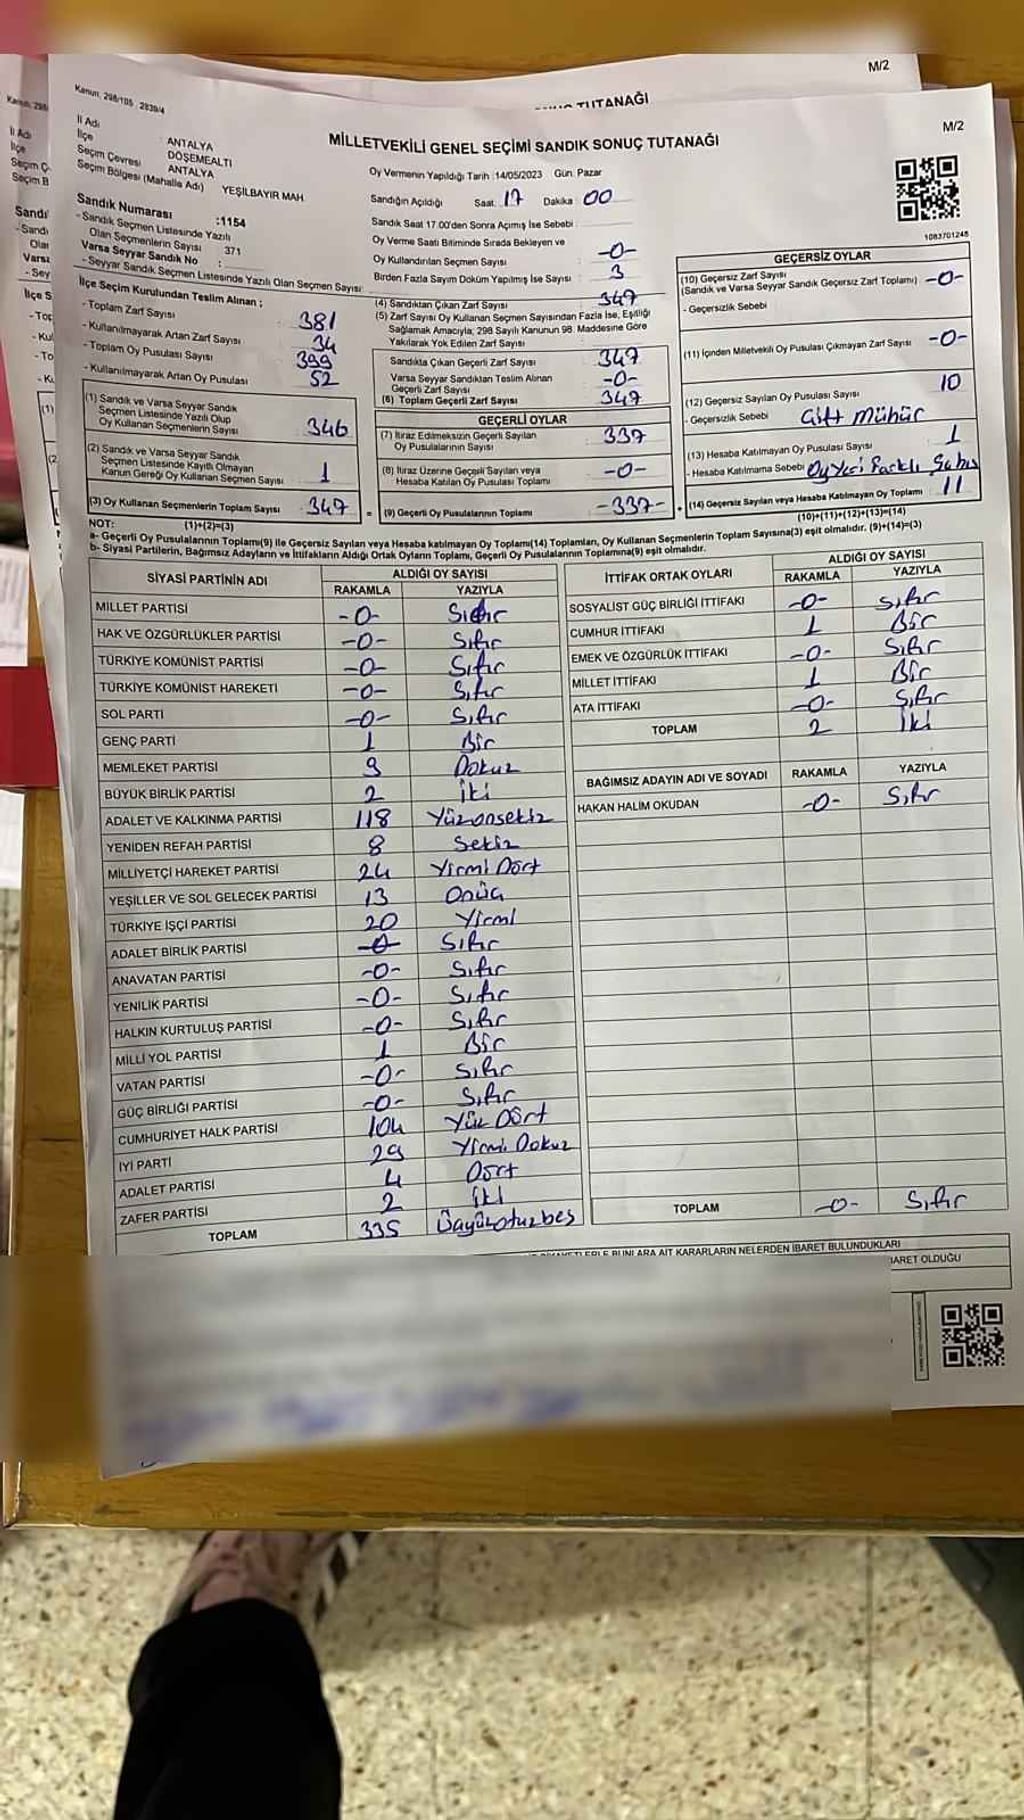 M/2
TUTANAĞI
Kanun; 298/105 , 2839/4
M/2
MİLLETVEKİLİ GENEL SEÇİMİ SANDIK SONUÇ TUTANAĞI
İl Adı : ANTALYA
İlçe : DÖŞEMEALTI
Seçim Çevresi : ANTALYA
Seçim Bölgesi (Mahalle Adı) YEŞİLBAYIR MAH.
Sandık Numarası :1154
- Sandık Seçmen Listesinde Yazılı Olan Seçmenlerin Sayısı 371
Varsa Seyyar Sandık No :
- Seyyar Sandık Seçmen Listesinde Yazılı Olan Seçmen Sayısı:
Oy Vermenin Yapıldığı Tarih :14/05/2023 Gün: Pazar
Sandığın Açıldığı Saat: 17 Dakika 00
Sandık Saat 17.00'den Sonra Açılmış İse Sebebi :
Oy Verme Saati Bitiminde Sırada Bekleyen ve
Oy Kullandırılan Seçmen Sayısı : -0-
Birden Fazla Sayım Döküm Yapılmış İse Sayısı : 3
1083701248
İlçe Seçim Kurulundan Teslim Alınan ;
- Toplam Zarf Sayısı : 381
- Kullanılmayarak Artan Zarf Sayısı : 34
- Toplam Oy Pusulası Sayısı : 399
- Kullanılmayarak Artan Oy Pusulası : 52
(1) Sandık ve Varsa Seyyar Sandık
Seçmen Listesinde Yazılı Olup
Oy Kullanan Seçmenlerin Sayısı 346
(2) Sandık ve Varsa Seyyar Sandık
Seçmen Listesinde Kayıtlı Olmayan
Kanun Gereği Oy Kullanan Seçmen Sayısı 1
(3) Oy Kullanan Seçmenlerin Toplam Sayısı 347
(1)+(2)=(3)
(4) Sandıktan Çıkan Zarf Sayısı : 347
(5) Zarf Sayısı Oy Kullanan Seçmen Sayısından Fazla İse, Eşitliği
Sağlamak Amacıyla; 298 Sayılı Kanunun 98. Maddesine Göre
Yakılarak Yok Edilen Zarf Sayısı :
Sandıkta Çıkan Geçerli Zarf Sayısı : 347
Varsa Seyyar Sandıktan Teslim Alınan
Geçerli Zarf Sayısı : -0-
(6) Toplam Geçerli Zarf Sayısı : 347
GEÇERLİ OYLAR
(7) İtiraz Edilmeksizin Geçerli Sayılan
Oy Pusulalarının Sayısı 337
(8) İtiraz Üzerine Geçerli Sayılan veya
Hesaba Katılan Oy Pusulası Toplamı -0-
= (9) Geçerli Oy Pusulalarının Toplamı -337-
GEÇERSİZ OYLAR
(10) Geçersiz Zarf Sayısı
(Sandık ve Varsa Seyyar Sandık Geçersiz Zarf Toplamı) -0-
- Geçersizlik Sebebi
(11) İçinden Milletvekili Oy Pusulası Çıkmayan Zarf Sayısı -0-
(12) Geçersiz Sayılan Oy Pusulası Sayısı 10
- Geçersizlik Sebebi Çift Mühür
(13) Hesaba Katılmayan Oy Pusulası Sayısı 1
- Hesaba Katılmama Sebebi Oy Yeri Farklı Şahıs
+ (14) Geçersiz Sayılan veya Hesaba Katılmayan Oy Toplamı 11
(10)+(11)+(12)+(13)=(14)
NOT:
a- Geçerli Oy Pusulalarının Toplamı(9) ile Geçersiz Sayılan veya Hesaba katılmayan Oy Toplamı(14) Toplamları, Oy Kullanan Seçmenlerin Toplam Sayısına(3) eşit olmalıdır. (9)+(14)=(3)
b- Siyasi Partilerin, Bağımsız Adayların ve İttifakların Aldığı Ortak Oyların Toplamı, Geçerli Oy Pusulalarının Toplamına(9) eşit olmalıdır.
SİYASİ PARTİNİN ADI ALDIĞI OY SAYISI
RAKAMLA YAZIYLA
MİLLET PARTİSİ -0- Sıfır
HAK VE ÖZGÜRLÜKLER PARTİSİ -0- Sıfır
TÜRKİYE KOMÜNİST PARTİSİ -0- Sıfır
TÜRKİYE KOMÜNİST HAREKETİ -0- Sıfır
SOL PARTİ -0- Sıfır
GENÇ PARTİ 1 Bir
MEMLEKET PARTİSİ 9 Dokuz
BÜYÜK BİRLİK PARTİSİ 2 İki
ADALET VE KALKINMA PARTİSİ 118 Yüzonsekiz
YENİDEN REFAH PARTİSİ 8 Sekiz
MİLLİYETÇİ HAREKET PARTİSİ 24 Yirmi Dört
YEŞİLLER VE SOL GELECEK PARTİSİ 13 Onüç
TÜRKİYE İŞÇİ PARTİSİ 20 Yirmi
ADALET BİRLİK PARTİSİ -0- Sıfır
ANAVATAN PARTİSİ -0- Sıfır
YENİLİK PARTİSİ -0- Sıfır
HALKIN KURTULUŞ PARTİSİ -0- Sıfır
MİLLİ YOL PARTİSİ 1 Bir
VATAN PARTİSİ -0- Sıfır
GÜÇ BİRLİĞİ PARTİSİ -0- Sıfır
CUMHURİYET HALK PARTİSİ 104 Yüz Dört
İYİ PARTİ 29 Yirmi Dokuz
ADALET PARTİSİ 4 Dört
ZAFER PARTİSİ 2 İki
TOPLAM 335 Üçyüzotuzbeş
İTTİFAK ORTAK OYLARI ALDIĞI OY SAYISI
RAKAMLA YAZIYLA
SOSYALİST GÜÇ BİRLİĞİ İTTİFAKI -0- Sıfır
CUMHUR İTTİFAKI 1 Bir
EMEK VE ÖZGÜRLÜK İTTİFAKI -0- Sıfır
MİLLET İTTİFAKI 1 Bir
ATA İTTİFAKI -0- Sıfır
TOPLAM 2 İki
BAĞIMSIZ ADAYIN ADI VE SOYADI RAKAMLA YAZIYLA
HAKAN HALİM OKUDAN -0- Sıfır
TOPLAM -0- Sıfır
BUNLARA AİT KARARLARIN NELERDEN İBARET BULUNDUKLARI
OLDUĞU